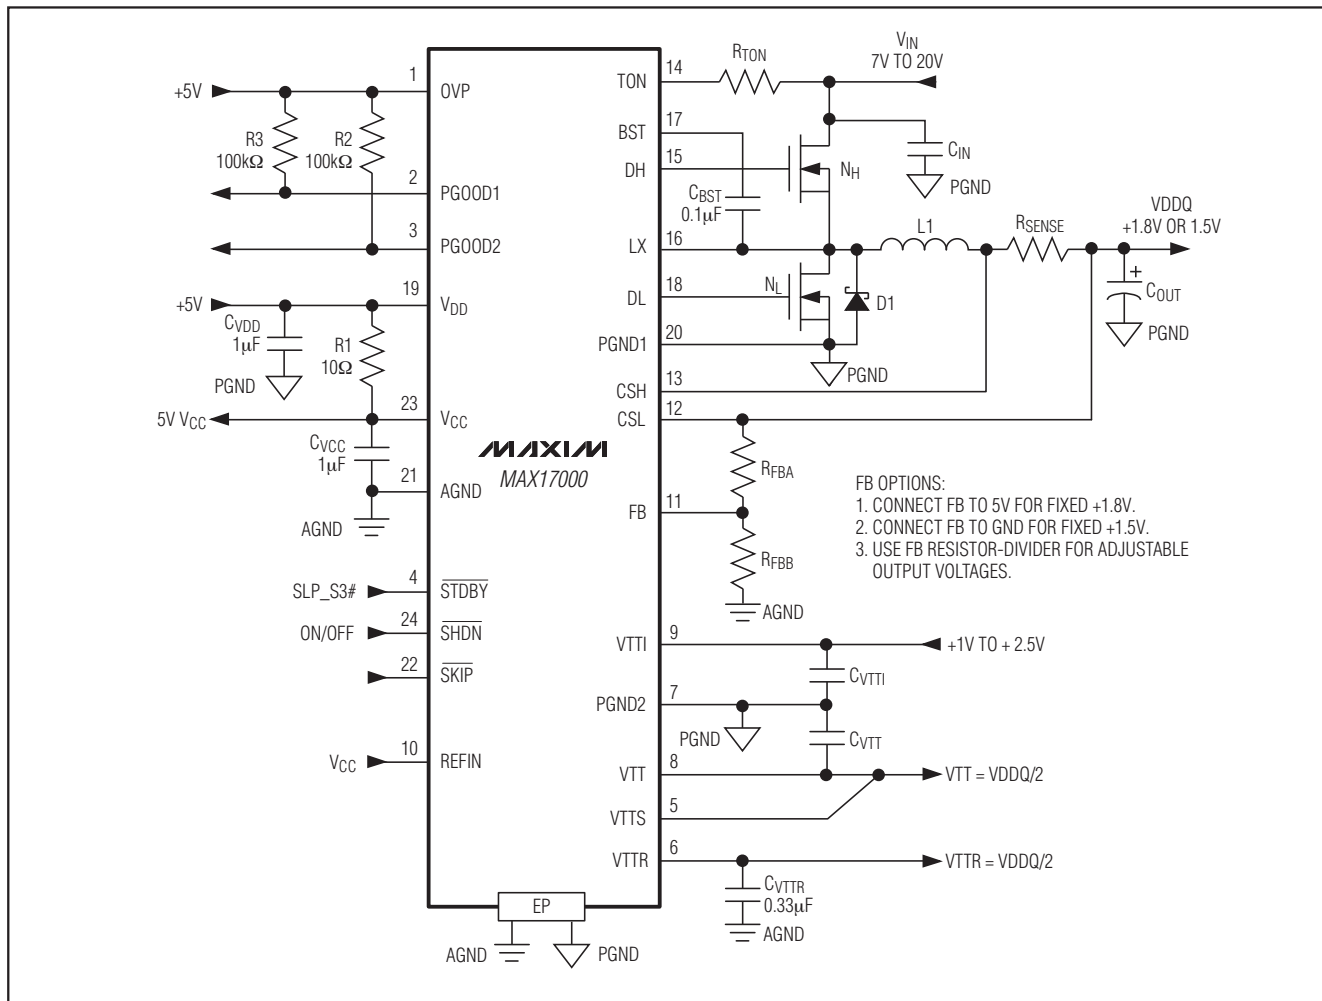 +5V
1
OVP
R3
100kΩ
R2
100kΩ
2
PGOOD1
3
PGOOD2
+5V
19
VDD
CVDD
1µF
PGND
R1
10Ω
5V VCC
23
VCC
CVCC
1µF
21
AGND
AGND
SLP_S3#
4
STDBY
ON/OFF
24
SHDN
22
SKIP
VCC
10
REFIN
MAXIM
MAX17000
EP
AGND
PGND
TON
14
RTON
VIN
7V TO 20V
BST
17
DH
15
NH
CIN
PGND
CBST
0.1µF
LX
16
L1
RSENSE
VDDQ
+1.8V OR 1.5V
DL
18
NL
D1
COUT
PGND
PGND1
20
PGND
CSH
13
CSL
12
RFBA
FB
11
RFBB
AGND
FB OPTIONS:
1. CONNECT FB TO 5V FOR FIXED +1.8V.
2. CONNECT FB TO GND FOR FIXED +1.5V.
3. USE FB RESISTOR-DIVIDER FOR ADJUSTABLE
OUTPUT VOLTAGES.
VTTI
9
+1V TO + 2.5V
CVTTI
PGND2
7
PGND
CVTT
VTT
8
VTT = VDDQ/2
VTTS
5
VTTR
6
VTTR = VDDQ/2
CVTTR
0.33µF
AGND
+